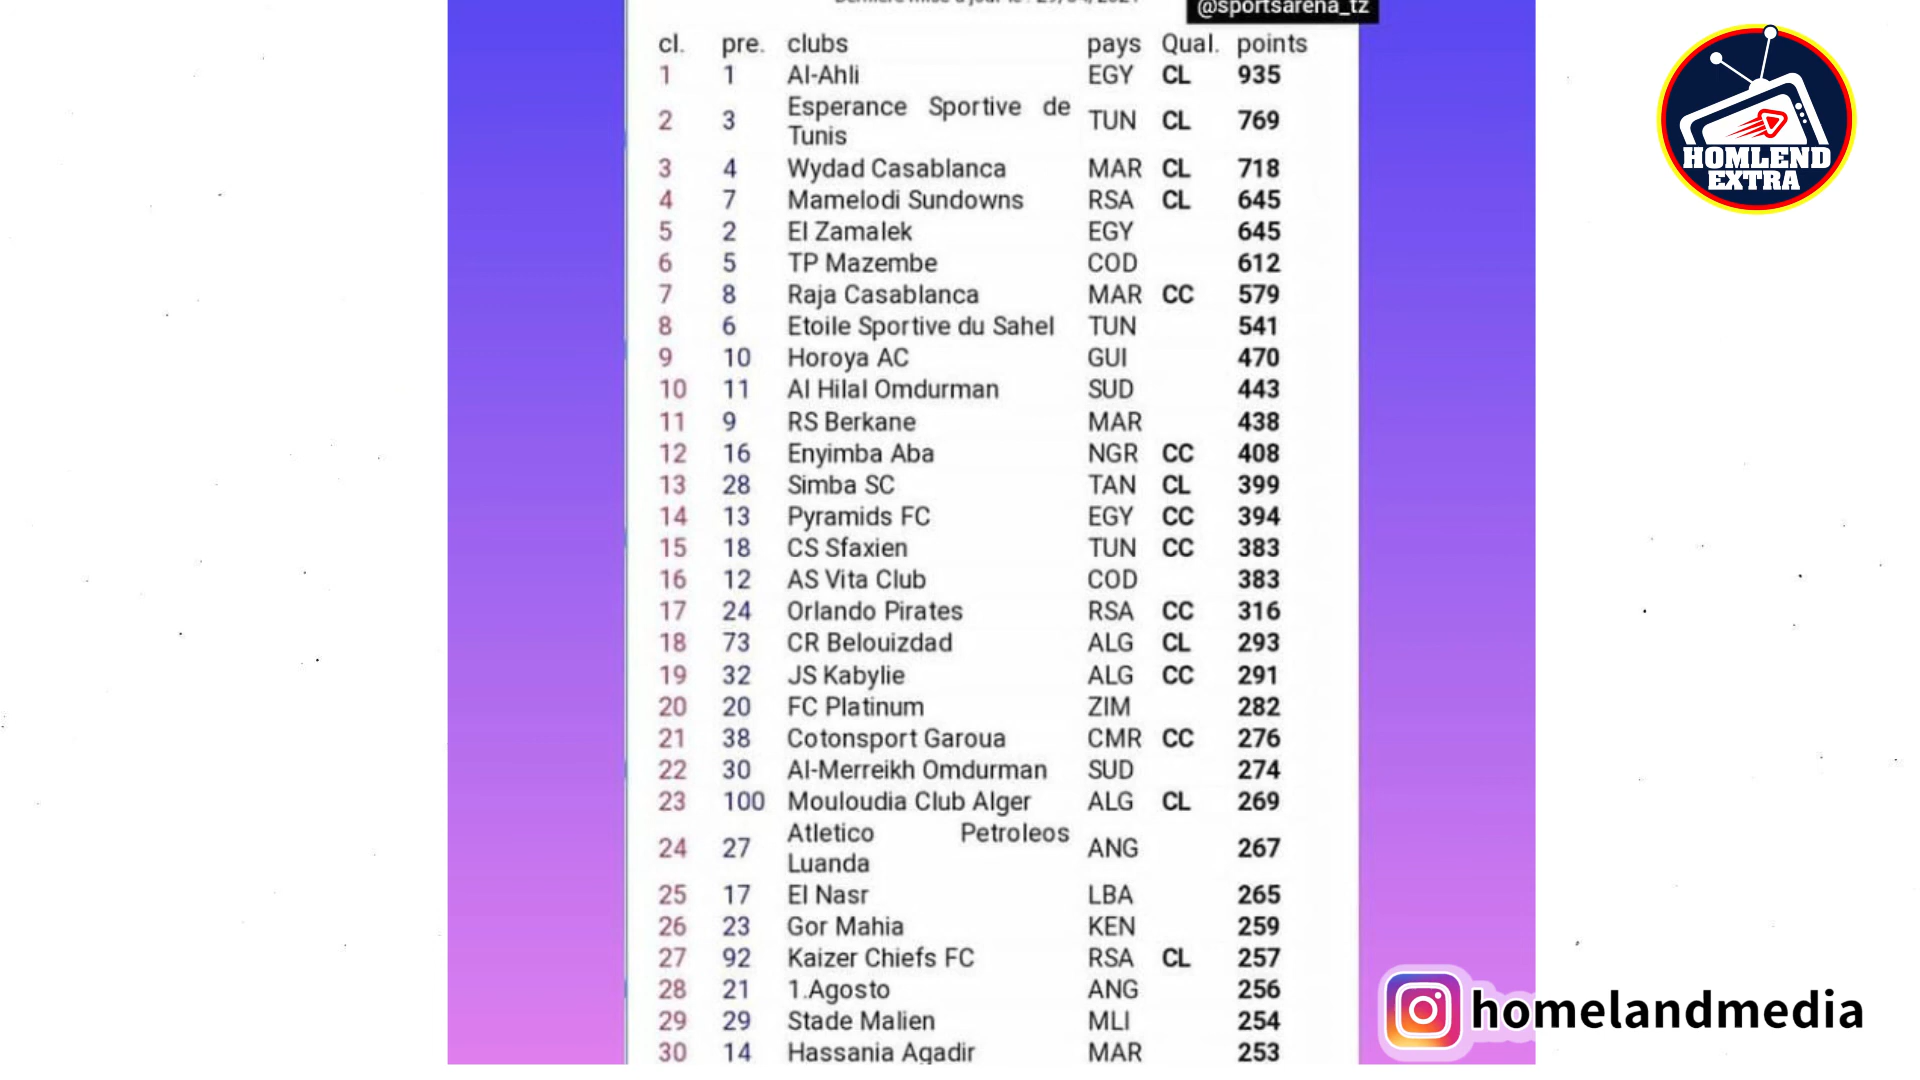 @sportsarena_tz
cl. pre. clubs pays Qual. points
1 1 Al-Ahli EGY CL 935
2 3 Esperance Sportive de Tunis TUN CL 769
3 4 Wydad Casablanca MAR CL 718
4 7 Mamelodi Sundowns RSA CL 645
5 2 El Zamalek EGY 645
6 5 TP Mazembe COD 612
7 8 Raja Casablanca MAR CC 579
8 6 Etoile Sportive du Sahel TUN 541
9 10 Horoya AC GUI 470
10 11 Al Hilal Omdurman SUD 443
11 9 RS Berkane MAR 438
12 16 Enyimba Aba NGR CC 408
13 28 Simba SC TAN CL 399
14 13 Pyramids FC EGY CC 394
15 18 CS Sfaxien TUN CC 383
16 12 AS Vita Club COD 383
17 24 Orlando Pirates RSA CC 316
18 73 CR Belouizdad ALG CL 293
19 32 JS Kabylie ALG CC 291
20 20 FC Platinum ZIM 282
21 38 Cotonsport Garoua CMR CC 276
22 30 Al-Merreikh Omdurman SUD 274
23 100 Mouloudia Club Alger ALG CL 269
24 27 Atletico Petroleos Luanda ANG 267
25 17 El Nasr LBA 265
26 23 Gor Mahia KEN 259
27 92 Kaizer Chiefs FC RSA CL 257
28 21 1.Agosto ANG 256
29 29 Stade Malien MLI 254
30 14 Hassania Agadir MAR 253
HOMLEND
EXTRA
homelandmedia